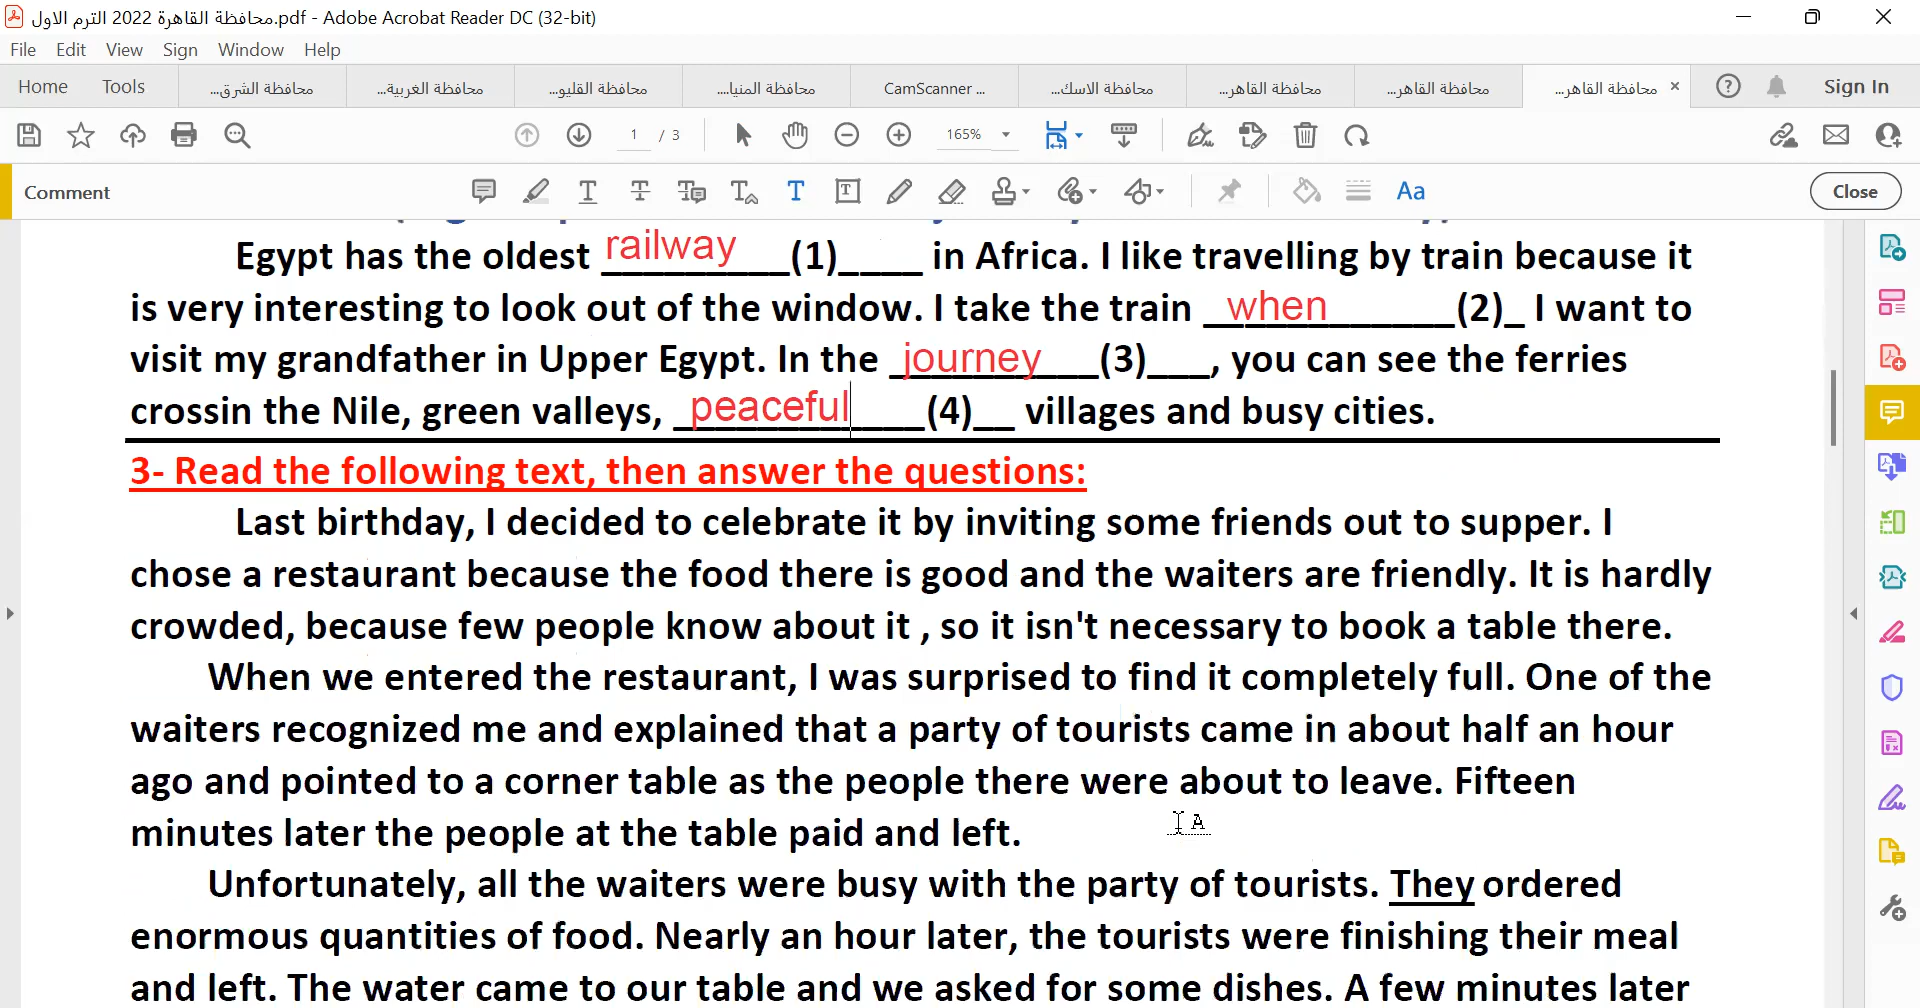 محافظة القاهرة 2022 الترم الاول.pdf - Adobe Acrobat Reader DC (32-bit)
File Edit View Sign Window Help
Home Tools محافظة الشرق... محافظة الغربية... محافظة القليو... محافظة المنيا.... CamScanner ... محافظة الاسك... محافظة القاهر... محافظة القاهر... محافظة القاهر... × Sign In
1 / 3 165%
Comment Aa Close
Egypt has the oldest railway __________(1)____ in Africa. I like travelling by train because it
is very interesting to look out of the window. I take the train when ____________(2)_ I want to
visit my grandfather in Upper Egypt. In the journey __________(3)___, you can see the ferries
crossin the Nile, green valleys, peaceful ____________(4)__ villages and busy cities.
3- Read the following text, then answer the questions:
Last birthday, I decided to celebrate it by inviting some friends out to supper. I
chose a restaurant because the food there is good and the waiters are friendly. It is hardly
crowded, because few people know about it , so it isn't necessary to book a table there.
When we entered the restaurant, I was surprised to find it completely full. One of the
waiters recognized me and explained that a party of tourists came in about half an hour
ago and pointed to a corner table as the people there were about to leave. Fifteen
minutes later the people at the table paid and left.
Unfortunately, all the waiters were busy with the party of tourists. They ordered
enormous quantities of food. Nearly an hour later, the tourists were finishing their meal
and left. The water came to our table and we asked for some dishes. A few minutes later